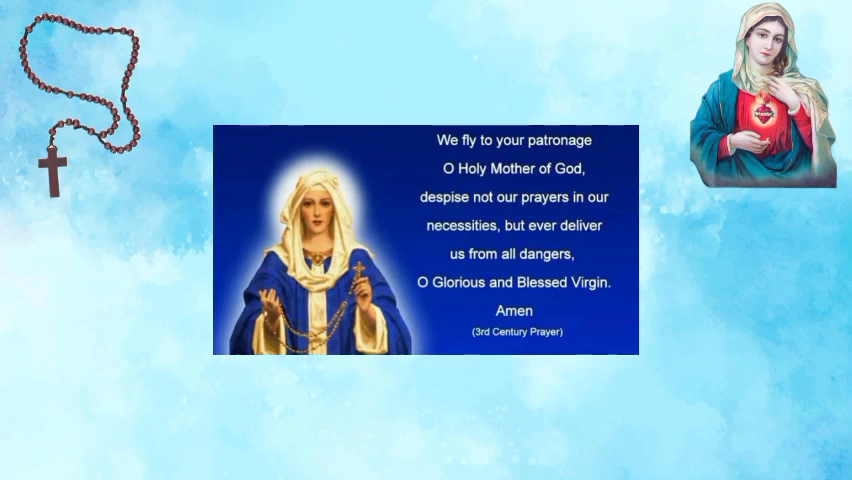 We fly to your patronage
O Holy Mother of God,
despise not our prayers in our
necessities, but ever deliver
us from all dangers,
O Glorious and Blessed Virgin.
Amen
(3rd Century Prayer)